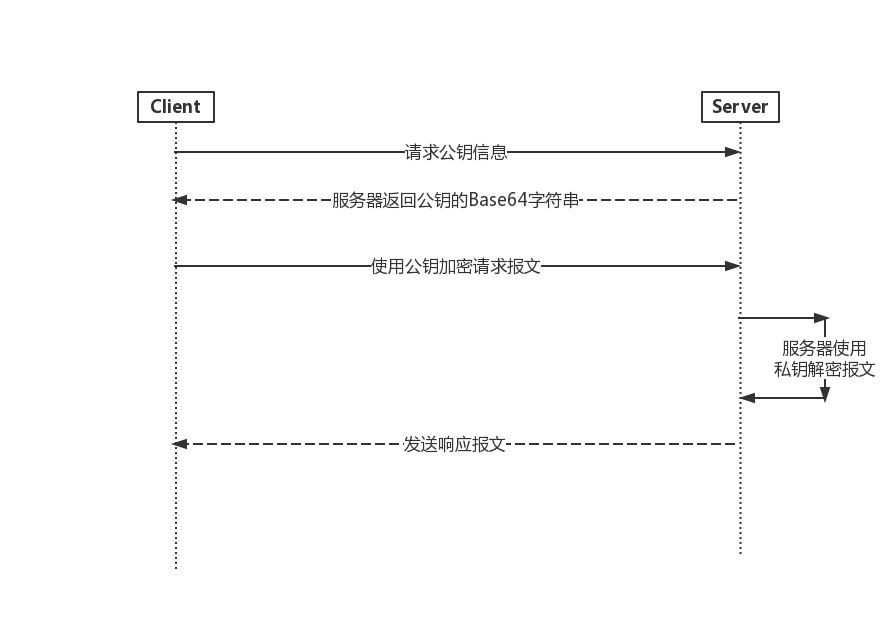 Client
Server
请求公钥信息
服务器返回公钥的Base64字符串
使用公钥加密请求报文
服务器使用
私钥解密报文
发送响应报文